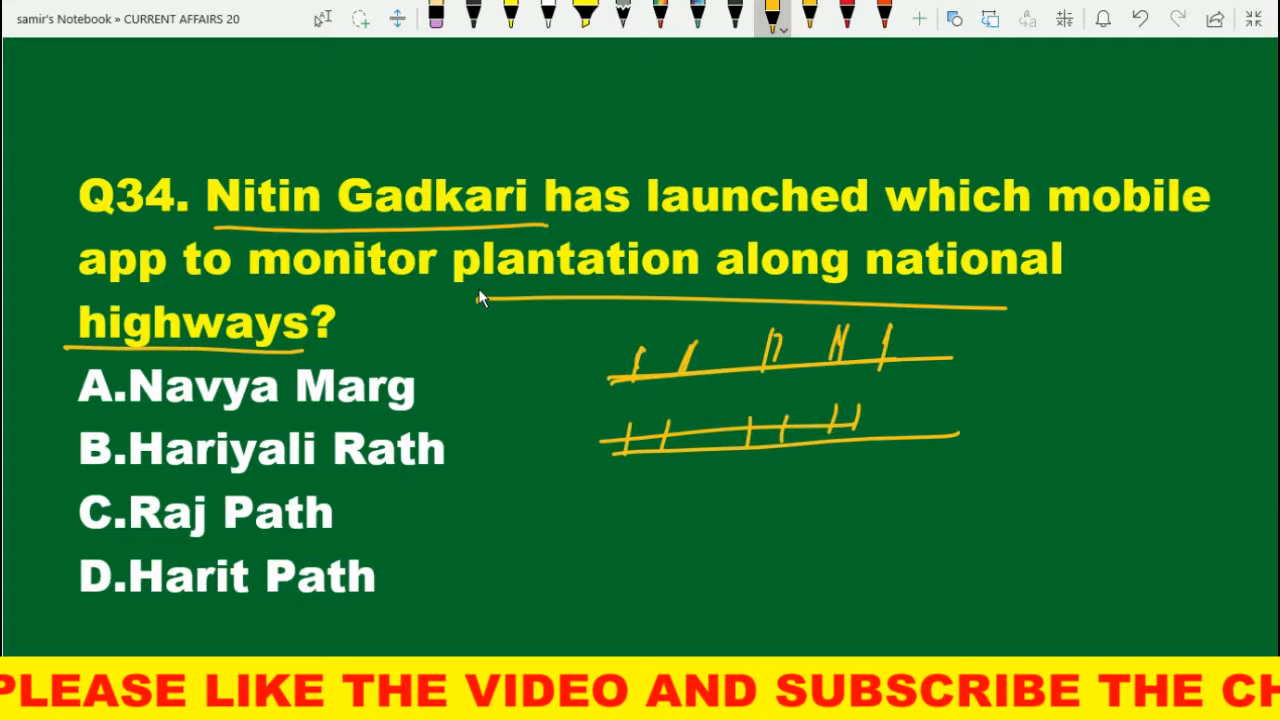 samir's Notebook » CURRENT AFFAIRS 20
Q34. Nitin Gadkari has launched which mobile
app to monitor plantation along national
highways?
A.Navya Marg
B.Hariyali Rath
C.Raj Path
D.Harit Path
PLEASE LIKE THE VIDEO AND SUBSCRIBE THE CH